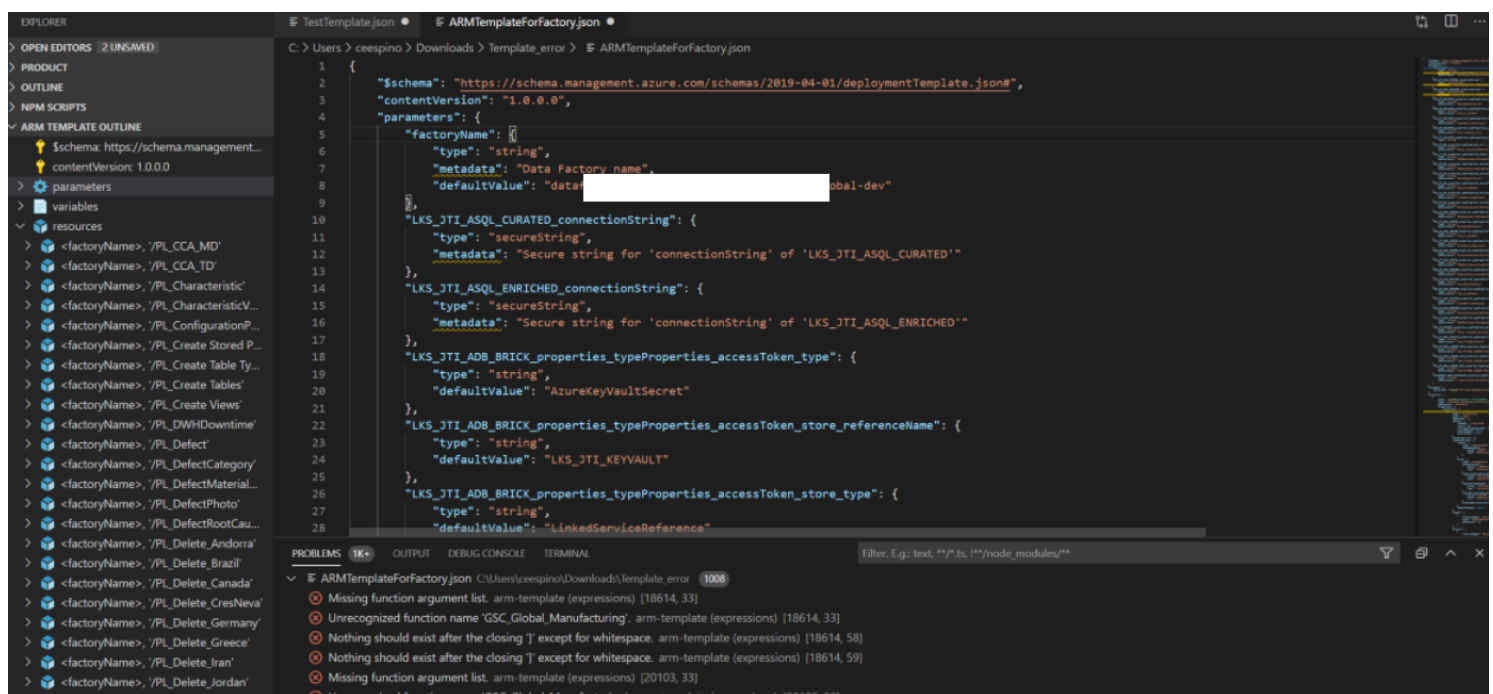 EXPLORER
TestTemplate.json ●
ARMTemplateForFactory.json ●
OPEN EDITORS 2 UNSAVED
PRODUCT
OUTLINE
NPM SCRIPTS
ARM TEMPLATE OUTLINE
$schema: https://schema.management...
contentVersion: 1.0.0.0
parameters
variables
resources
<factoryName>, '/PL_CCA_MD'
<factoryName>, '/PL_CCA_TD'
<factoryName>, '/PL_Characteristic'
<factoryName>, '/PL_CharacteristicV...
<factoryName>, '/PL_ConfigurationP...
<factoryName>, '/PL_Create Stored P...
<factoryName>, '/PL_Create Table Ty...
<factoryName>, '/PL_Create Tables'
<factoryName>, '/PL_Create Views'
<factoryName>, '/PL_DWHDowntime'
<factoryName>, '/PL_Defect'
<factoryName>, '/PL_DefectCategory'
<factoryName>, '/PL_DefectMaterial...
<factoryName>, '/PL_DefectPhoto'
<factoryName>, '/PL_DefectRootCau...
<factoryName>, '/PL_Delete_Andorra'
<factoryName>, '/PL_Delete_Brazil'
<factoryName>, '/PL_Delete_Canada'
<factoryName>, '/PL_Delete_CresNeva'
<factoryName>, '/PL_Delete_Germany'
<factoryName>, '/PL_Delete_Greece'
<factoryName>, '/PL_Delete_Iran'
<factoryName>, '/PL_Delete_Jordan'
C: > Users > ceespino > Downloads > Template_error > ARMTemplateForFactory.json
1 {
2 "$schema": "https://schema.management.azure.com/schemas/2019-04-01/deploymentTemplate.json#",
3 "contentVersion": "1.0.0.0",
4 "parameters": {
5 "factoryName": {
6 "type": "string",
7 "metadata": "Data Factory name",
8 "defaultValue": "dataf obal-dev"
9 },
10 "LKS_JTI_ASQL_CURATED_connectionString": {
11 "type": "secureString",
12 "metadata": "Secure string for 'connectionString' of 'LKS_JTI_ASQL_CURATED'"
13 },
14 "LKS_JTI_ASQL_ENRICHED_connectionString": {
15 "type": "secureString",
16 "metadata": "Secure string for 'connectionString' of 'LKS_JTI_ASQL_ENRICHED'"
17 },
18 "LKS_JTI_ADB_BRICK_properties_typeProperties_accessToken_type": {
19 "type": "string",
20 "defaultValue": "AzureKeyVaultSecret"
21 },
22 "LKS_JTI_ADB_BRICK_properties_typeProperties_accessToken_store_referenceName": {
23 "type": "string",
24 "defaultValue": "LKS_JTI_KEYVAULT"
25 },
26 "LKS_JTI_ADB_BRICK_properties_typeProperties_accessToken_store_type": {
27 "type": "string",
28 "defaultValue": "LinkedServiceReference"
PROBLEMS 1K+ OUTPUT DEBUG CONSOLE TERMINAL Filter. E.g.: text, **/*.ts, !**/node_modules/**
ARMTemplateForFactory.json C:\Users\ceespino\Downloads\Template_error 1008
Missing function argument list. arm-template (expressions) [18614, 33]
Unrecognized function name 'GSC_Global_Manufacturing'. arm-template (expressions) [18614, 33]
Nothing should exist after the closing ']' except for whitespace. arm-template (expressions) [18614, 58]
Nothing should exist after the closing ']' except for whitespace. arm-template (expressions) [18614, 59]
Missing function argument list. arm-template (expressions) [20103, 33]